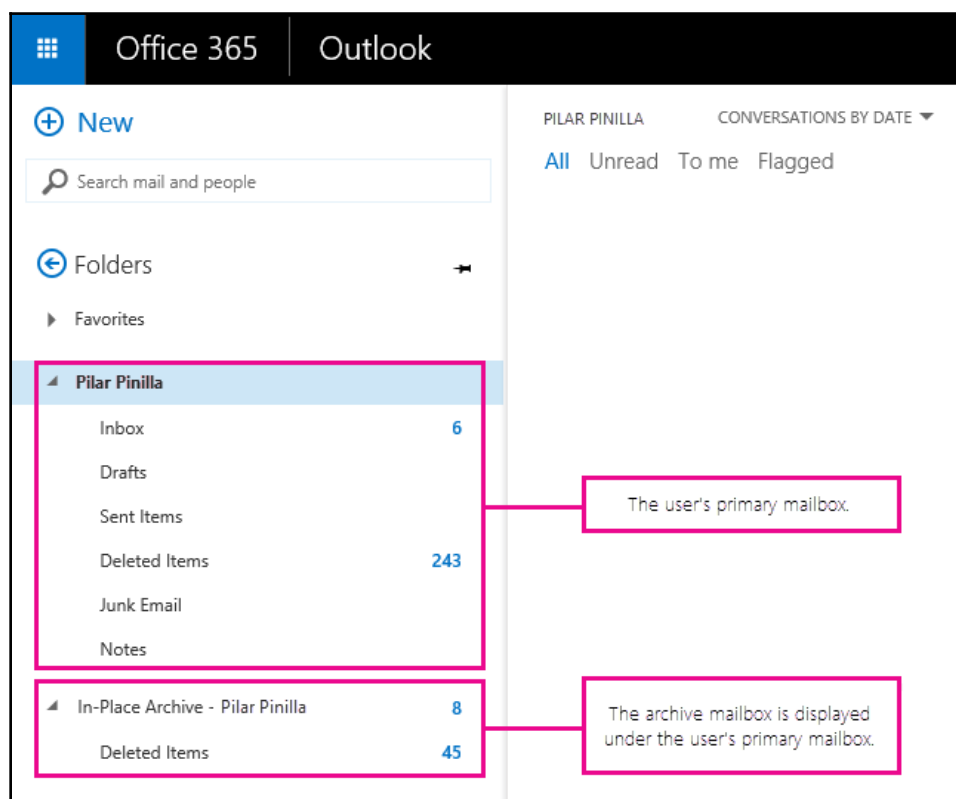 Office 365 Outlook
New
Search mail and people
Folders
Favorites
Pilar Pinilla
Inbox 6
Drafts
Sent Items
Deleted Items 243
Junk Email
Notes
In-Place Archive - Pilar Pinilla 8
Deleted Items 45
PILAR PINILLA CONVERSATIONS BY DATE
All Unread To me Flagged
The user's primary mailbox.
The archive mailbox is displayed
under the user's primary mailbox.